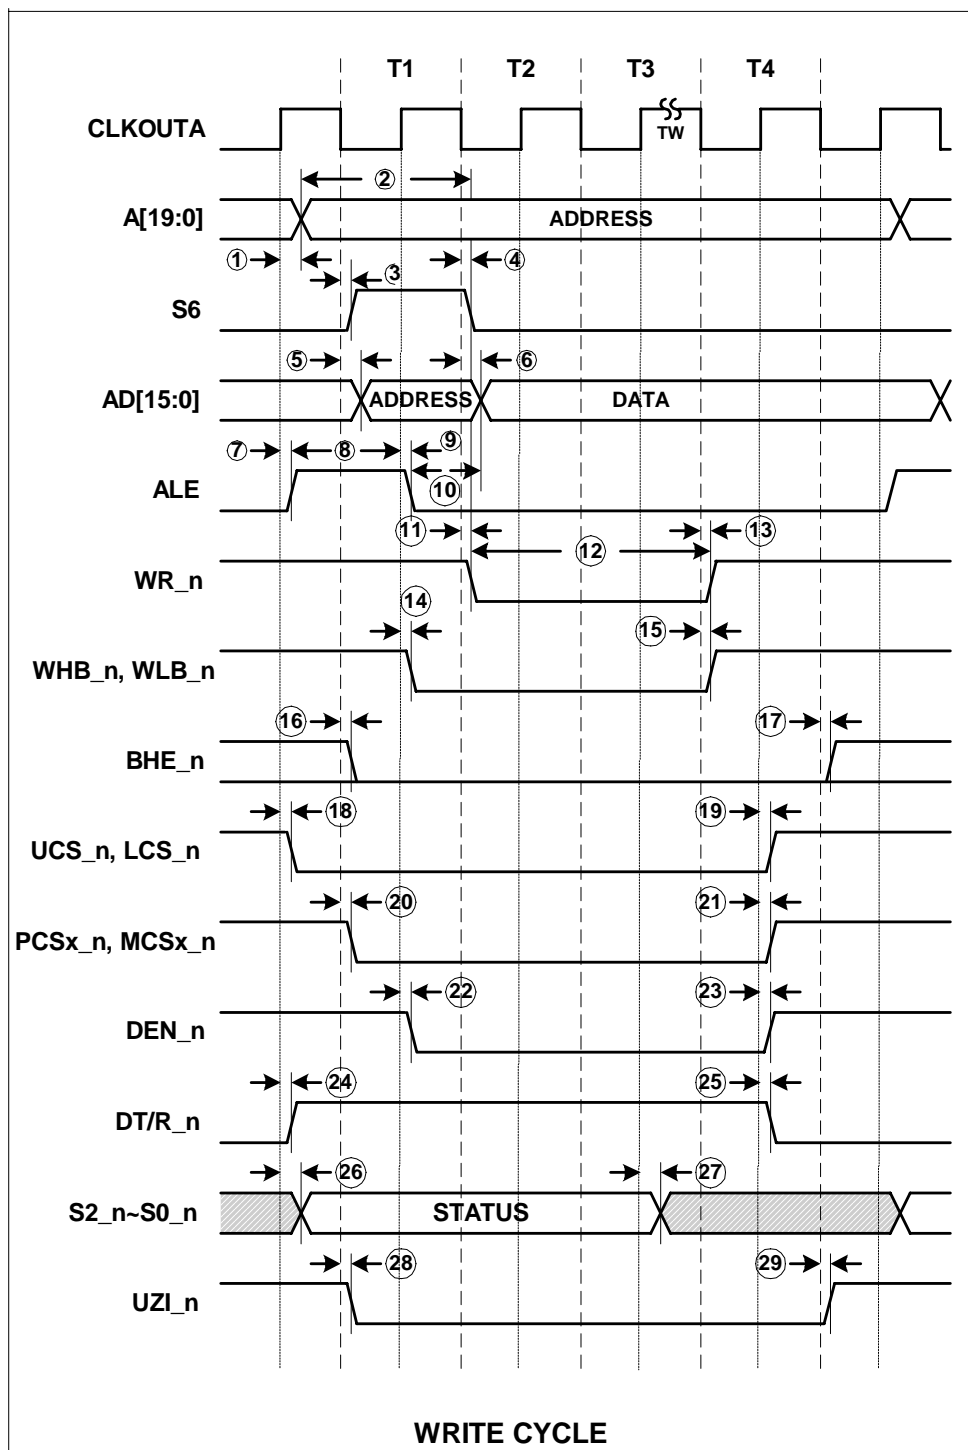 T1 T2 T3 T4
CLKOUTA
TW
②
A[19:0] ADDRESS
① ③ ④
S6
⑤ ⑥
AD[15:0] ADDRESS DATA
⑦ ⑧ ⑨
ALE ⑩
⑪ ⑫ ⑬
WR_n
⑭ ⑮
WHB_n, WLB_n
⑯ ⑰
BHE_n
⑱ ⑲
UCS_n, LCS_n
⑳ ㉑
PCSx_n, MCSx_n
㉒ ㉓
DEN_n
㉔ ㉕
DT/R_n
㉖ ㉗
S2_n~S0_n STATUS
㉘ ㉙
UZI_n
WRITE CYCLE